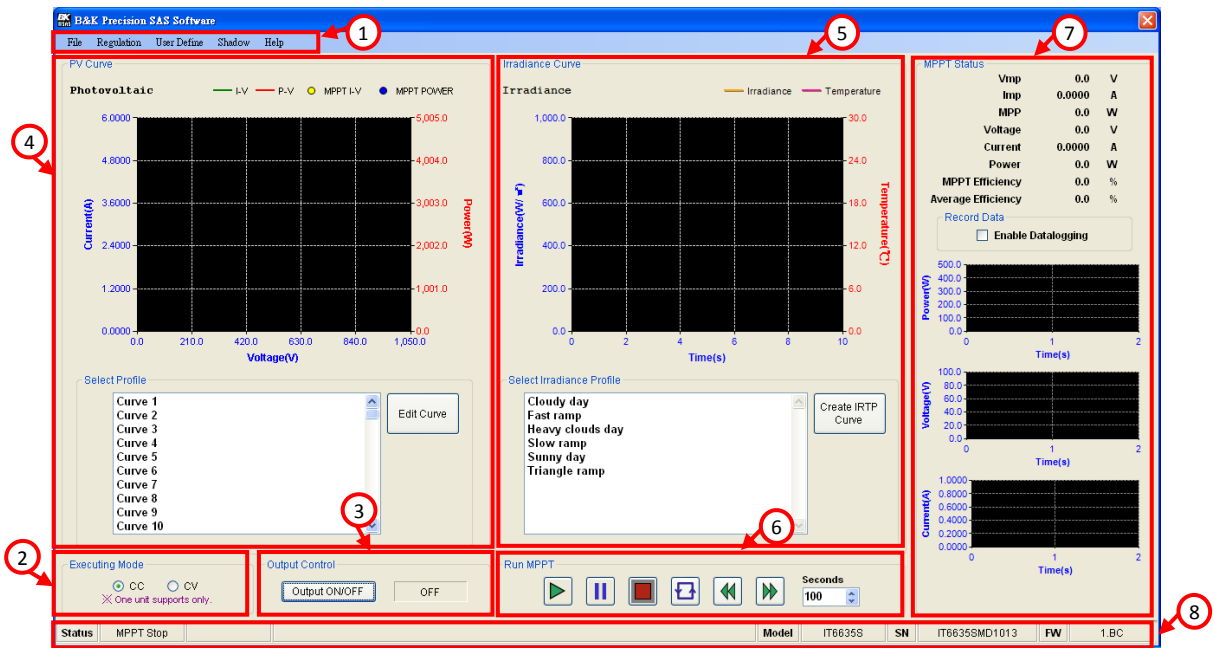 B&K Precision SAS Software
File Regulation User Define Shadow Help
1
PV Curve
Photovoltaic
I-V P-V MPPT I-V MPPT POWER
6.0000
4.8000
3.6000
2.4000
1.2000
0.0000
Current(A)
5,005.0
4,004.0
3,003.0
2,002.0
1,001.0
0.0
Power(W)
0.0 210.0 420.0 630.0 840.0 1,050.0
Voltage(V)
4
Select Profile
Curve 1
Curve 2
Curve 3
Curve 4
Curve 5
Curve 6
Curve 7
Curve 8
Curve 9
Curve 10
Edit Curve
2
Executing Mode
CC CV
※ One unit supports only.
3
Output Control
Output ON/OFF OFF
5
Irradiance Curve
Irradiance
Irradiance Temperature
1,000.0
800.0
600.0
400.0
200.0
0.0
Irradiance(W/㎡)
30.0
24.0
18.0
12.0
6.0
0.0
Temperature(℃)
0 2 4 6 8 10
Time(s)
Select Irradiance Profile
Cloudy day
Fast ramp
Heavy clouds day
Slow ramp
Sunny day
Triangle ramp
Create IRTP
Curve
6
Run MPPT
Seconds
100
7
MPPT Status
Vmp 0.0 V
Imp 0.0000 A
MPP 0.0 W
Voltage 0.0 V
Current 0.0000 A
Power 0.0 W
MPPT Efficiency 0.0 %
Average Efficiency 0.0 %
Record Data
Enable Datalogging
500.0
400.0
300.0
200.0
100.0
0.0
Power(W)
0 1 2
Time(s)
100.0
80.0
60.0
40.0
20.0
0.0
Voltage(V)
0 1 2
Time(s)
1.0000
0.8000
0.6000
0.4000
0.2000
0.0000
Current(A)
0 1 2
Time(s)
8
Status MPPT Stop Model IT6635S SN IT6635SMD1013 FW 1.BC